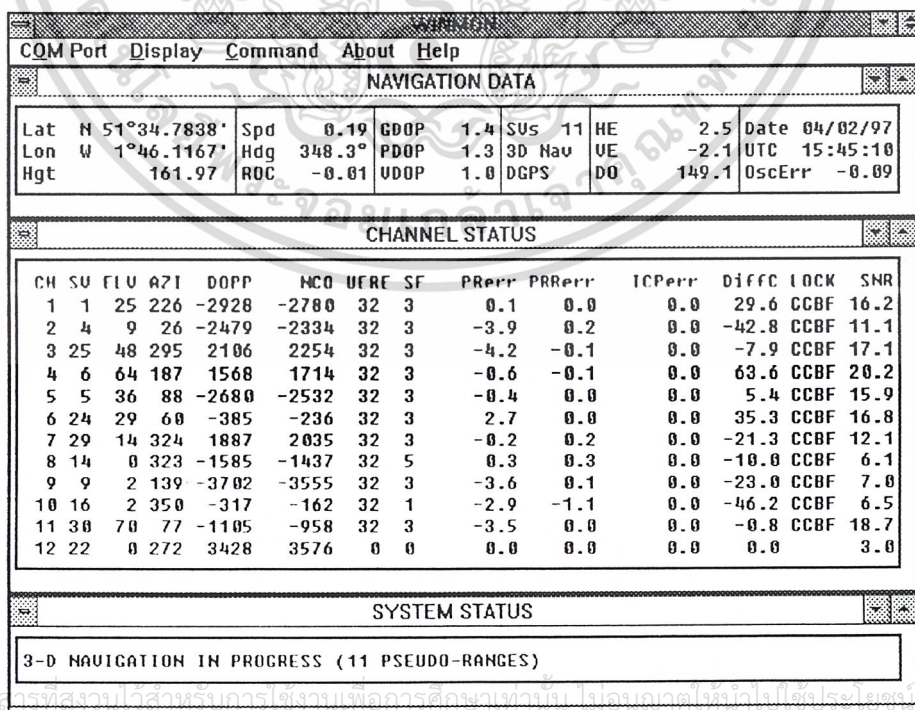 WINMON
COM Port Display Command About Help
NAVIGATION DATA
Lat N 51°34.7838' Spd 0.19 GDOP 1.4 SVs 11 HE 2.5 Date 04/02/97
Lon W 1°46.1167' Hdg 348.3° PDOP 1.3 3D Nav VE -2.1 UTC 15:45:10
Hgt 161.97 ROC -0.01 VDOP 1.0 DGPS DO 149.1 OscErr -0.09
CHANNEL STATUS
CH SV ELV AZI DOPP NCO UERE SF PRerr PRRerr ICPerr DiffC LOCK SNR
1 1 25 226 -2928 -2780 32 3 0.1 0.0 0.0 29.6 CCBF 16.2
2 4 9 26 -2479 -2334 32 3 -3.9 0.2 0.0 -42.8 CCBF 11.1
3 25 48 295 2106 2254 32 3 -4.2 -0.1 0.0 -7.9 CCBF 17.1
4 6 64 187 1568 1714 32 3 -0.6 -0.1 0.0 63.6 CCBF 20.2
5 5 36 88 -2680 -2532 32 3 -0.4 0.0 0.0 5.4 CCBF 15.9
6 24 29 60 -385 -236 32 3 2.7 0.0 0.0 35.3 CCBF 16.8
7 29 14 324 1887 2035 32 3 -0.2 0.2 0.0 -21.3 CCBF 12.1
8 14 0 323 -1585 -1437 32 5 0.3 0.3 0.0 -10.0 CCBF 6.1
9 9 2 139 -3702 -3555 32 3 -3.6 0.1 0.0 -23.0 CCBF 7.0
10 16 2 350 -317 -162 32 1 -2.9 -1.1 0.0 -46.2 CCBF 6.5
11 30 70 77 -1105 -958 32 3 -3.5 0.0 0.0 -0.8 CCBF 18.7
12 22 0 272 3428 3576 0 0 0.0 0.0 0.0 0.0 3.0
SYSTEM STATUS
3-D NAVIGATION IN PROGRESS (11 PSEUDO-RANGES)